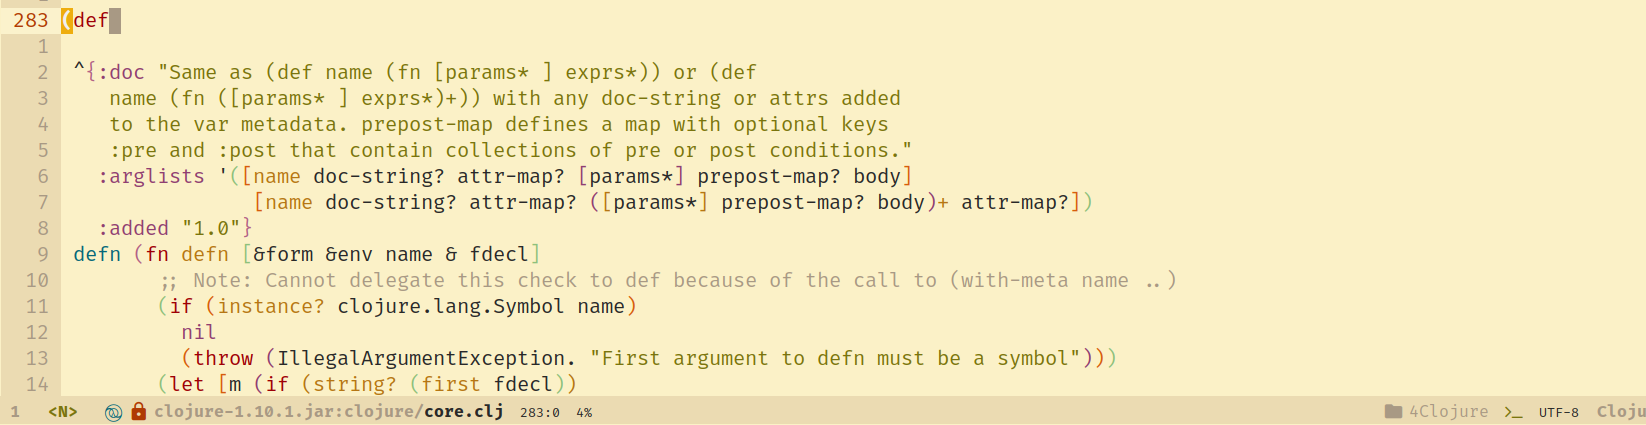 283 (def
1
2 ^{:doc "Same as (def name (fn [params* ] exprs*)) or (def
3 name (fn ([params* ] exprs*)+)) with any doc-string or attrs added
4 to the var metadata. prepost-map defines a map with optional keys
5 :pre and :post that contain collections of pre or post conditions."
6 :arglists '([name doc-string? attr-map? [params*] prepost-map? body]
7 [name doc-string? attr-map? ([params*] prepost-map? body)+ attr-map?])
8 :added "1.0"}
9 defn (fn defn [&form &env name & fdecl]
10 ;; Note: Cannot delegate this check to def because of the call to (with-meta name ..)
11 (if (instance? clojure.lang.Symbol name)
12 nil
13 (throw (IllegalArgumentException. "First argument to defn must be a symbol")))
14 (let [m (if (string? (first fdecl))
1 <N> clojure-1.10.1.jar:clojure/core.clj 283:0 4% 4Clojure >_ UTF-8 Cloju